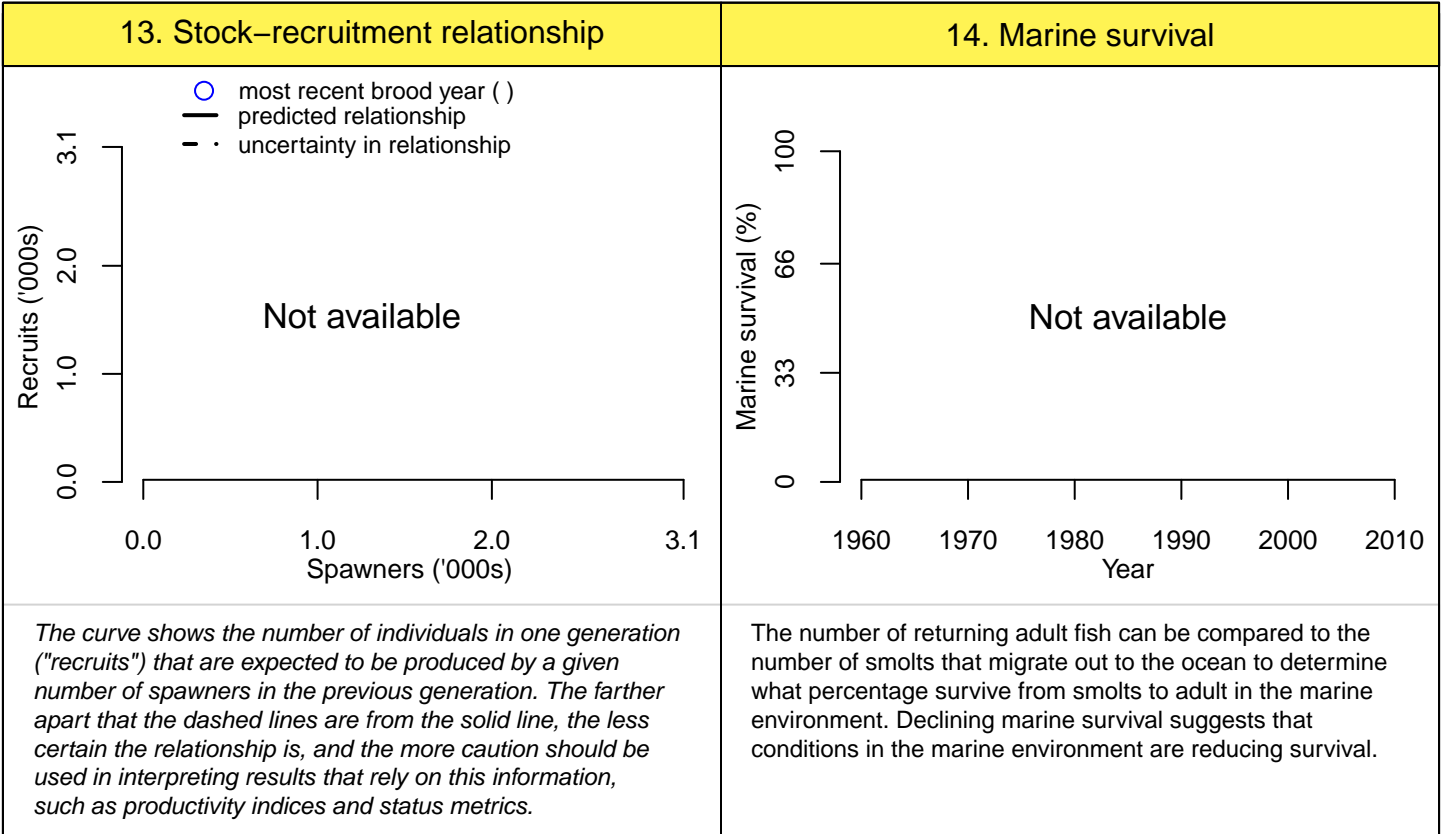 13. Stock−recruitment relationship
most recent brood year ( )
predicted relationship
uncertainty in relationship
Recruits ('000s)
3.1
2.0
1.0
0.0
Not available
0.0 1.0 2.0 3.1
Spawners ('000s)
The curve shows the number of individuals in one generation
("recruits") that are expected to be produced by a given
number of spawners in the previous generation. The farther
apart that the dashed lines are from the solid line, the less
certain the relationship is, and the more caution should be
used in interpreting results that rely on this information,
such as productivity indices and status metrics.
14. Marine survival
Marine survival (%)
100
66
33
0
Not available
1960 1970 1980 1990 2000 2010
Year
The number of returning adult fish can be compared to the
number of smolts that migrate out to the ocean to determine
what percentage survive from smolts to adult in the marine
environment. Declining marine survival suggests that
conditions in the marine environment are reducing survival.